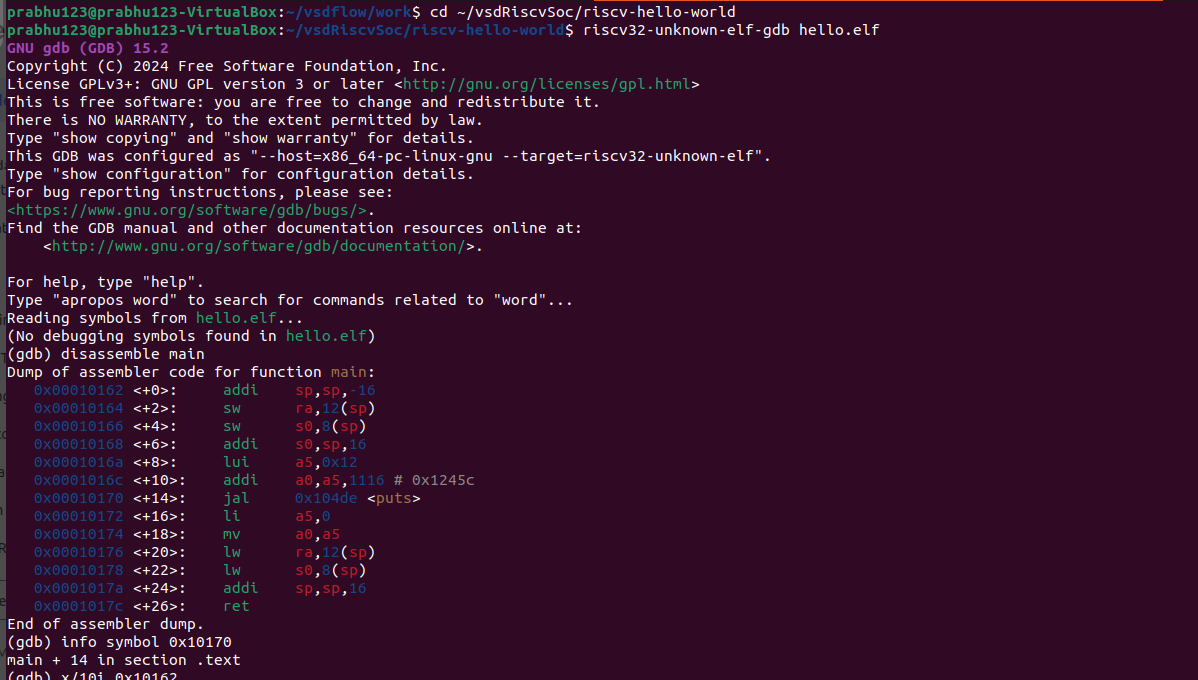 prabhu123@prabhu123-VirtualBox:~/vsdflow/work$ cd ~/vsdRiscvSoc/riscv-hello-world
prabhu123@prabhu123-VirtualBox:~/vsdRiscvSoc/riscv-hello-world$ riscv32-unknown-elf-gdb hello.elf
GNU gdb (GDB) 15.2
Copyright (C) 2024 Free Software Foundation, Inc.
License GPLv3+: GNU GPL version 3 or later <http://gnu.org/licenses/gpl.html>
This is free software: you are free to change and redistribute it.
There is NO WARRANTY, to the extent permitted by law.
Type "show copying" and "show warranty" for details.
This GDB was configured as "--host=x86_64-pc-linux-gnu --target=riscv32-unknown-elf".
Type "show configuration" for configuration details.
For bug reporting instructions, please see:
<https://www.gnu.org/software/gdb/bugs/>.
Find the GDB manual and other documentation resources online at:
    <http://www.gnu.org/software/gdb/documentation/>.

For help, type "help".
Type "apropos word" to search for commands related to "word"...
Reading symbols from hello.elf...
(No debugging symbols found in hello.elf)
(gdb) disassemble main
Dump of assembler code for function main:
   0x00010162 <+0>:	addi	sp,sp,-16
   0x00010164 <+2>:	sw	ra,12(sp)
   0x00010166 <+4>:	sw	s0,8(sp)
   0x00010168 <+6>:	addi	s0,sp,16
   0x0001016a <+8>:	lui	a5,0x12
   0x0001016c <+10>:	addi	a0,a5,1116 # 0x1245c
   0x00010170 <+14>:	jal	0x104de <puts>
   0x00010172 <+16>:	li	a5,0
   0x00010174 <+18>:	mv	a0,a5
   0x00010176 <+20>:	lw	ra,12(sp)
   0x00010178 <+22>:	lw	s0,8(sp)
   0x0001017a <+24>:	addi	sp,sp,16
   0x0001017c <+26>:	ret
End of assembler dump.
(gdb) info symbol 0x10170
main + 14 in section .text
(gdb) x/10i 0x10162